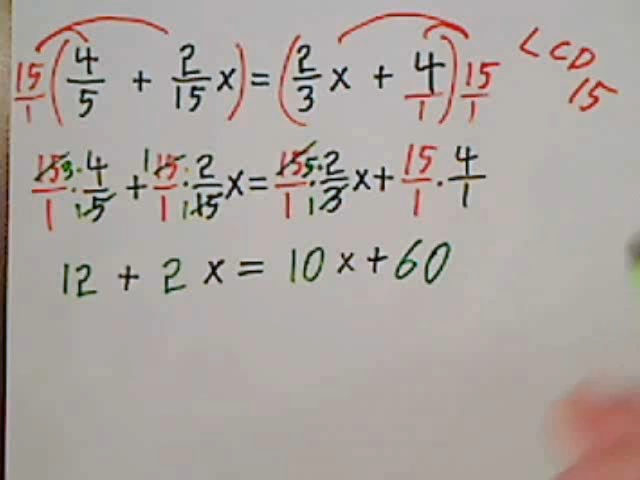 15/1 (4/5 + 2/15 x) = (2/3 x + 4/1) 15/1 LCD 15
15/1 · 4/5 + 15/1 · 2/15 x = 15/1 · 2/3 x + 15/1 · 4/1
12 + 2x = 10x + 60